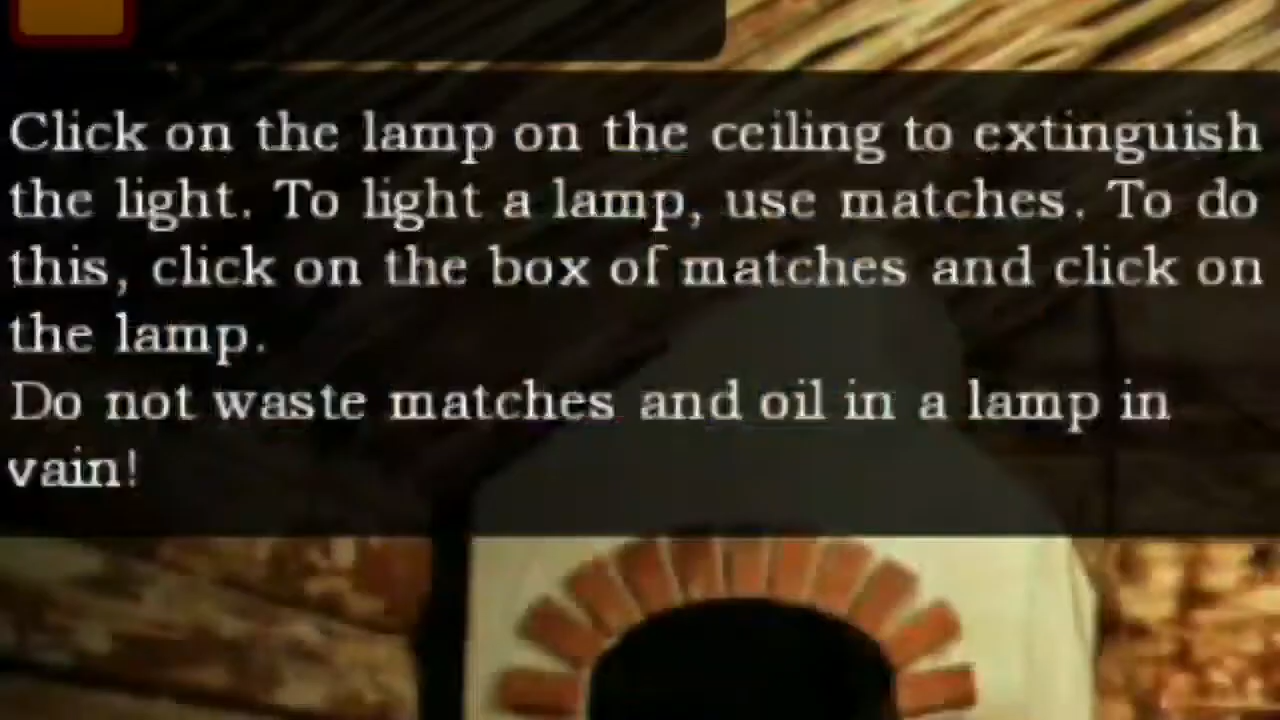 Click on the lamp on the ceiling to extinguish
the light. To light a lamp, use matches. To do
this, click on the box of matches and click on
the lamp.
Do not waste matches and oil in a lamp in
vain!